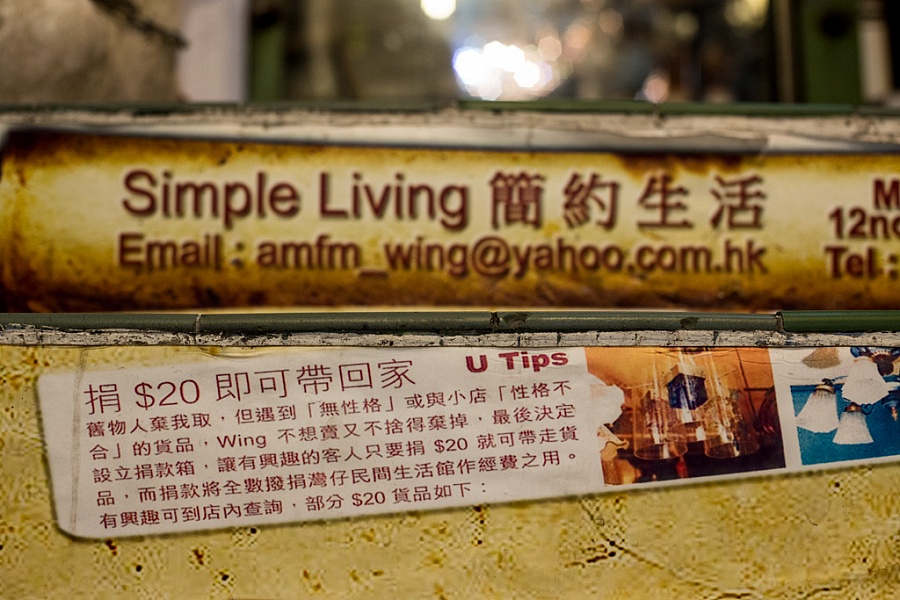 Simple Living 簡約生活
Email : amfm_wing@yahoo.com.hk
12n
Tel :
U Tips
捐 $20 即可帶回家
舊物人棄我取，但遇到「無性格」或與小店「性格不
合」的貨品，Wing 不想賣又不捨得棄掉，最後決定
設立捐款箱，讓有興趣的客人只要捐 $20 就可帶走貨
品，而捐款將全數撥捐灣仔民間生活館作經費之用。
有興趣可到店內查詢，部分 $20 貨品如下：